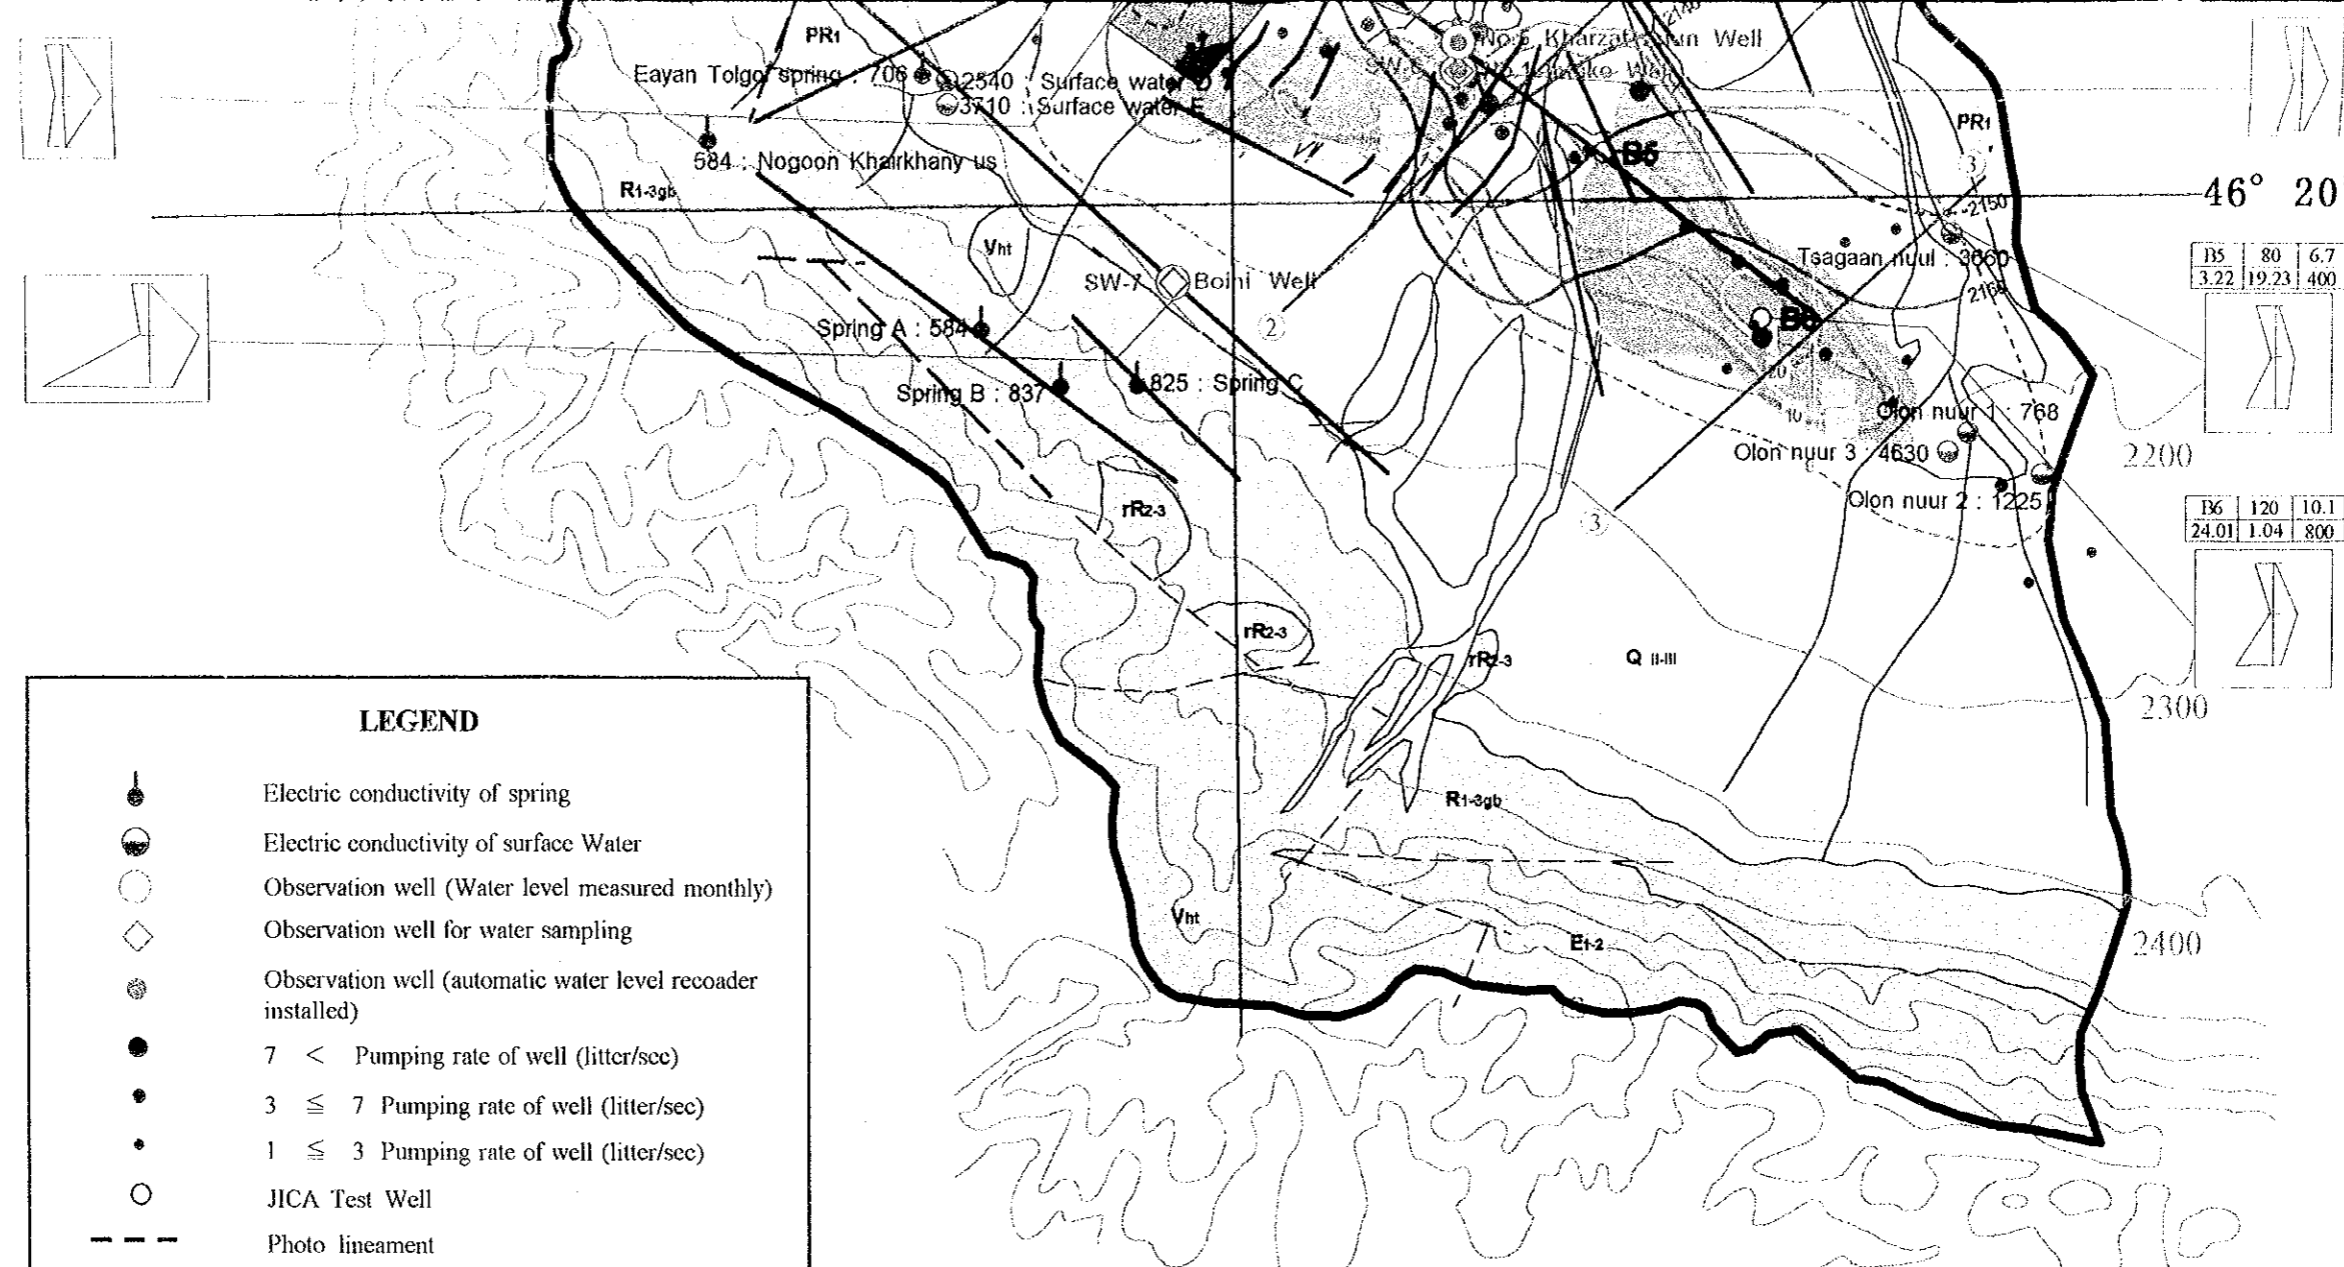 PR1
2140
Eayan Tolgoi spring : 706
2540 : Surface water D
3710 : Surface water E
No.5 Kharzat Well
SW-6
584 : Nogoon Khairkhany us
R1-3gb
B5
PR1
3
46° 20
2150
Vht
SW-7
Boini Well
2
Tsagaan nuul : 3660
2160
B5 80 6.7
3.22 19.23 400
Spring A : 584
B6
Spring B : 837
825 : Spring C
10
Olon nuur 1 : 768
Olon nuur 3 : 4630
2200
Olon nuur 2 : 1225
B6 120 10.1
24.01 1.04 800
rR2-3
3
rR2-3
rR2-3
Q II-III
2300
R1-3gb
Vht
E1-2
2400
LEGEND
Electric conductivity of spring
Electric conductivity of surface Water
Observation well (Water level measured monthly)
Observation well for water sampling
Observation well (automatic water level recoader
installed)
7 < Pumping rate of well (litter/sec)
3 ≦ 7 Pumping rate of well (litter/sec)
1 ≦ 3 Pumping rate of well (litter/sec)
JICA Test Well
Photo lineament